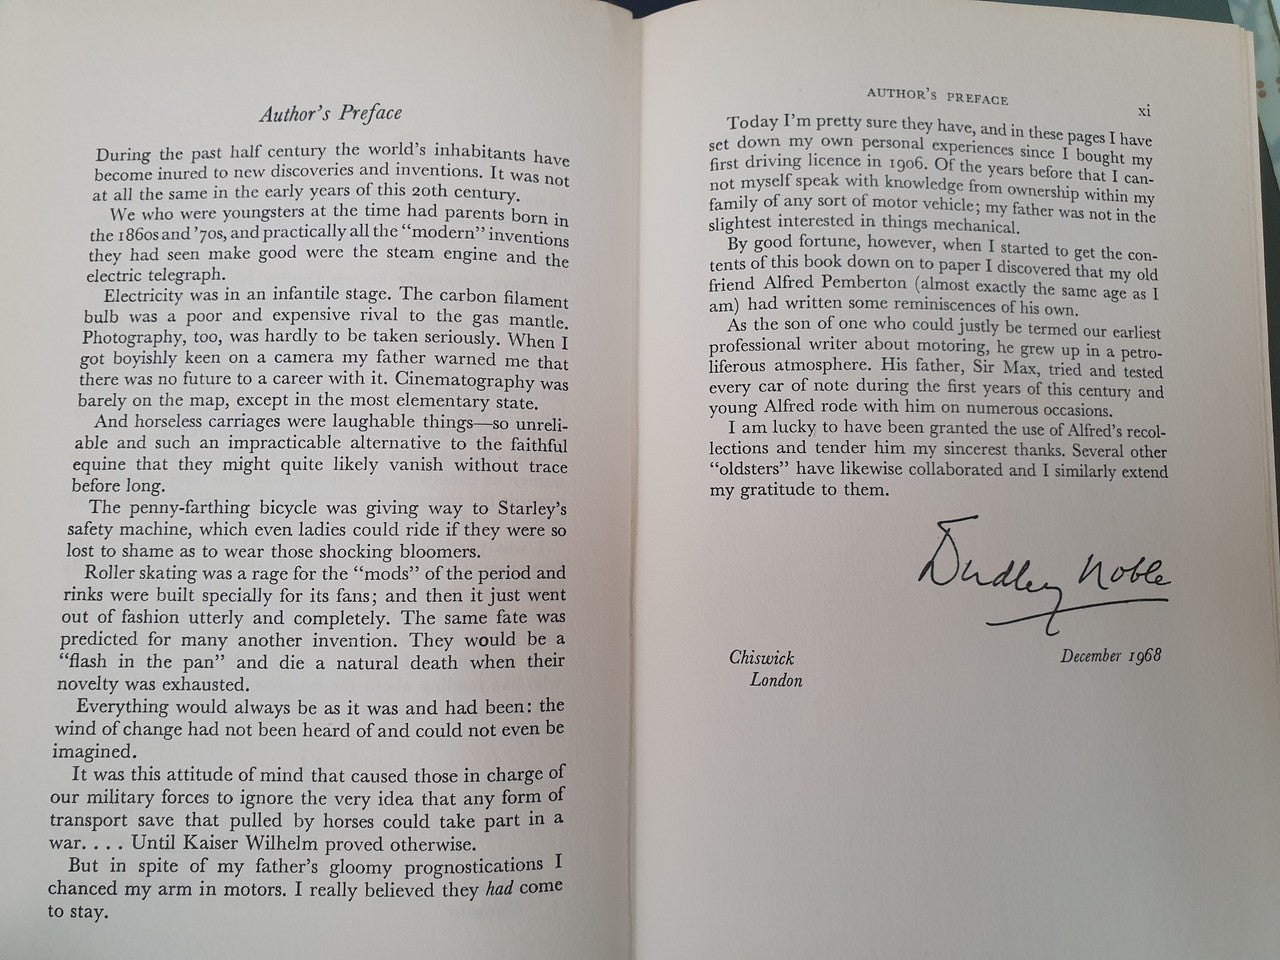 Author's Preface
During the past half century the world's inhabitants have
become inured to new discoveries and inventions. It was not
at all the same in the early years of this 20th century.
We who were youngsters at the time had parents born in
the 1860s and '70s, and practically all the “modern” inventions
they had seen make good were the steam engine and the
electric telegraph.
Electricity was in an infantile stage. The carbon filament
bulb was a poor and expensive rival to the gas mantle.
Photography, too, was hardly to be taken seriously. When I
got boyishly keen on a camera my father warned me that
there was no future to a career with it. Cinematography was
barely on the map, except in the most elementary state.
And horseless carriages were laughable things—so unreli-
able and such an impracticable alternative to the faithful
equine that they might quite likely vanish without trace
before long.
The penny-farthing bicycle was giving way to Starley's
safety machine, which even ladies could ride if they were so
lost to shame as to wear those shocking bloomers.
Roller skating was a rage for the “mods” of the period and
rinks were built specially for its fans; and then it just went
out of fashion utterly and completely. The same fate was
predicted for many another invention. They would be a
“flash in the pan” and die a natural death when their
novelty was exhausted.
Everything would always be as it was and had been: the
wind of change had not been heard of and could not even be
imagined.
It was this attitude of mind that caused those in charge of
our military forces to ignore the very idea that any form of
transport save that pulled by horses could take part in a
war. . . . Until Kaiser Wilhelm proved otherwise.
But in spite of my father's gloomy prognostications I
chanced my arm in motors. I really believed they had come
to stay.
AUTHOR'S PREFACE xi
Today I'm pretty sure they have, and in these pages I have
set down my own personal experiences since I bought my
first driving licence in 1906. Of the years before that I can-
not myself speak with knowledge from ownership within my
family of any sort of motor vehicle; my father was not in the
slightest interested in things mechanical.
By good fortune, however, when I started to get the con-
tents of this book down on to paper I discovered that my old
friend Alfred Pemberton (almost exactly the same age as I
am) had written some reminiscences of his own.
As the son of one who could justly be termed our earliest
professional writer about motoring, he grew up in a petro-
liferous atmosphere. His father, Sir Max, tried and tested
every car of note during the first years of this century and
young Alfred rode with him on numerous occasions.
I am lucky to have been granted the use of Alfred's recol-
lections and tender him my sincerest thanks. Several other
“oldsters” have likewise collaborated and I similarly extend
my gratitude to them.
Dudley Noble
Chiswick December 1968
London